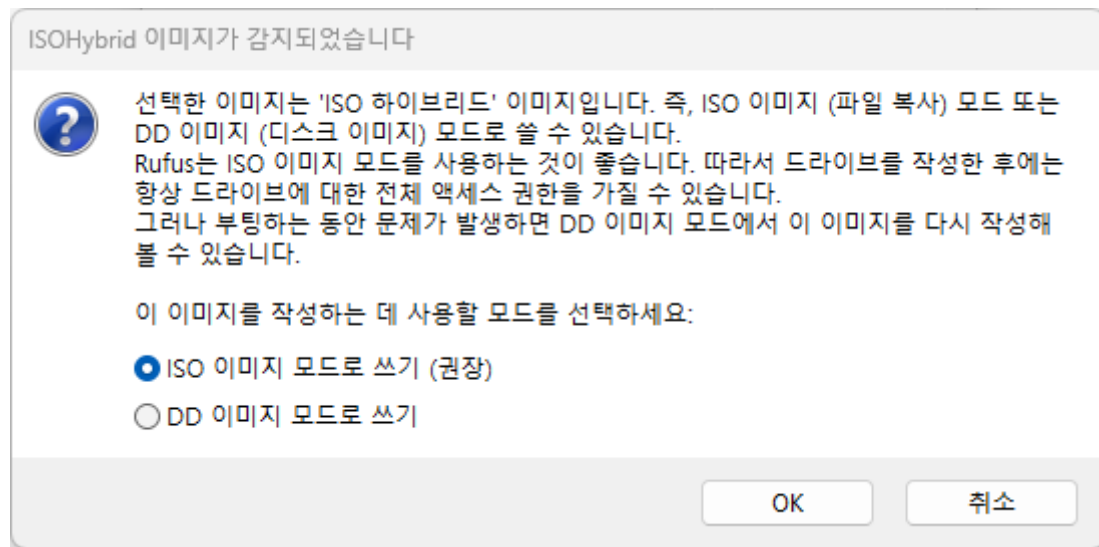 ISOHybrid 이미지가 감지되었습니다
선택한 이미지는 'ISO 하이브리드' 이미지입니다. 즉, ISO 이미지 (파일 복사) 모드 또는
DD 이미지 (디스크 이미지) 모드로 쓸 수 있습니다.
Rufus는 ISO 이미지 모드를 사용하는 것이 좋습니다. 따라서 드라이브를 작성한 후에는
항상 드라이브에 대한 전체 액세스 권한을 가질 수 있습니다.
그러나 부팅하는 동안 문제가 발생하면 DD 이미지 모드에서 이 이미지를 다시 작성해
볼 수 있습니다.
이 이미지를 작성하는 데 사용할 모드를 선택하세요:
ISO 이미지 모드로 쓰기 (권장)
DD 이미지 모드로 쓰기
OK 취소